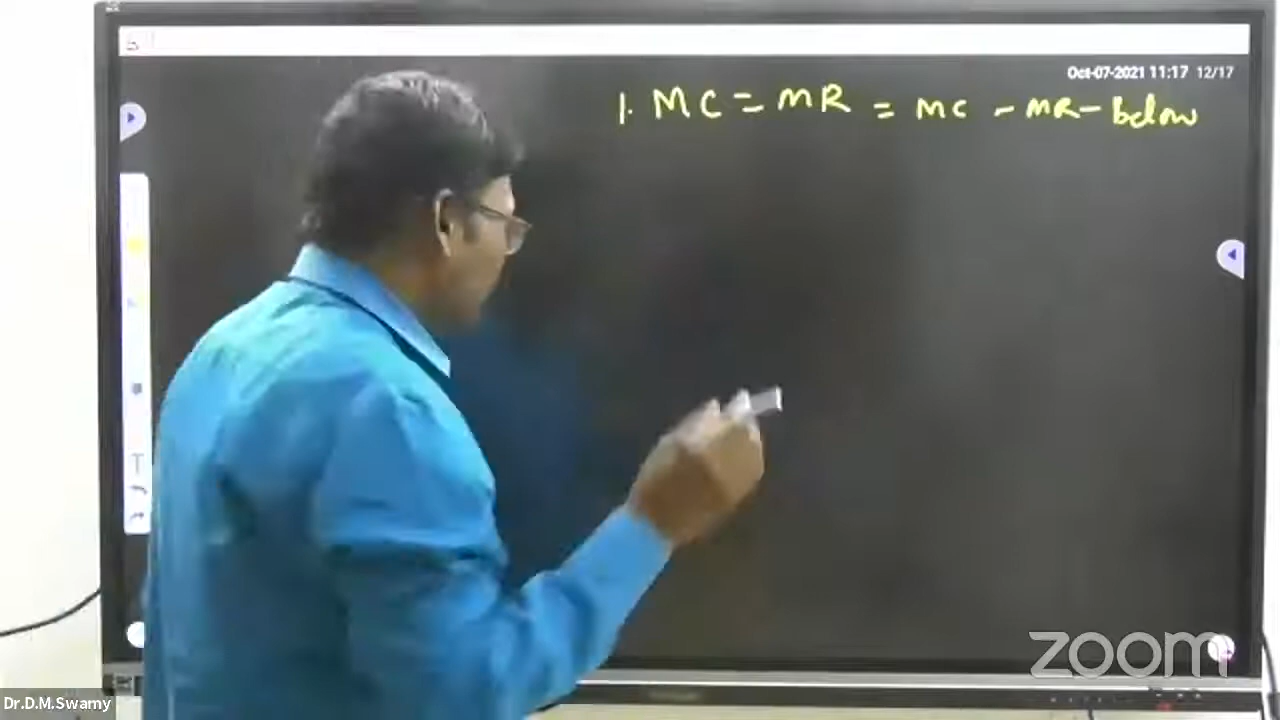 Oct-07-2021 11:17 12/17
1. MC = MR = MC - MR - below
T
zoom
Dr.D.M.Swamy